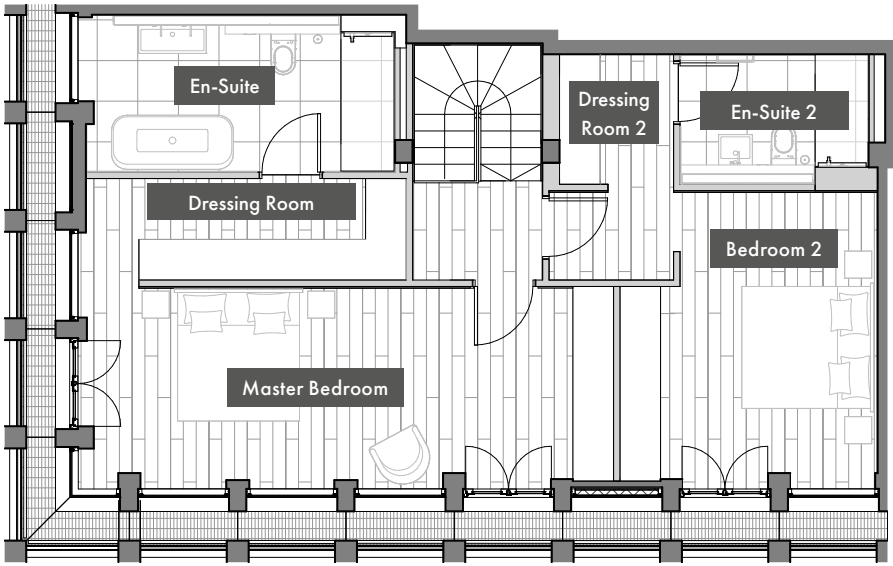 En-Suite
Dressing
Room 2
En-Suite 2
Dressing Room
Bedroom 2
Master Bedroom